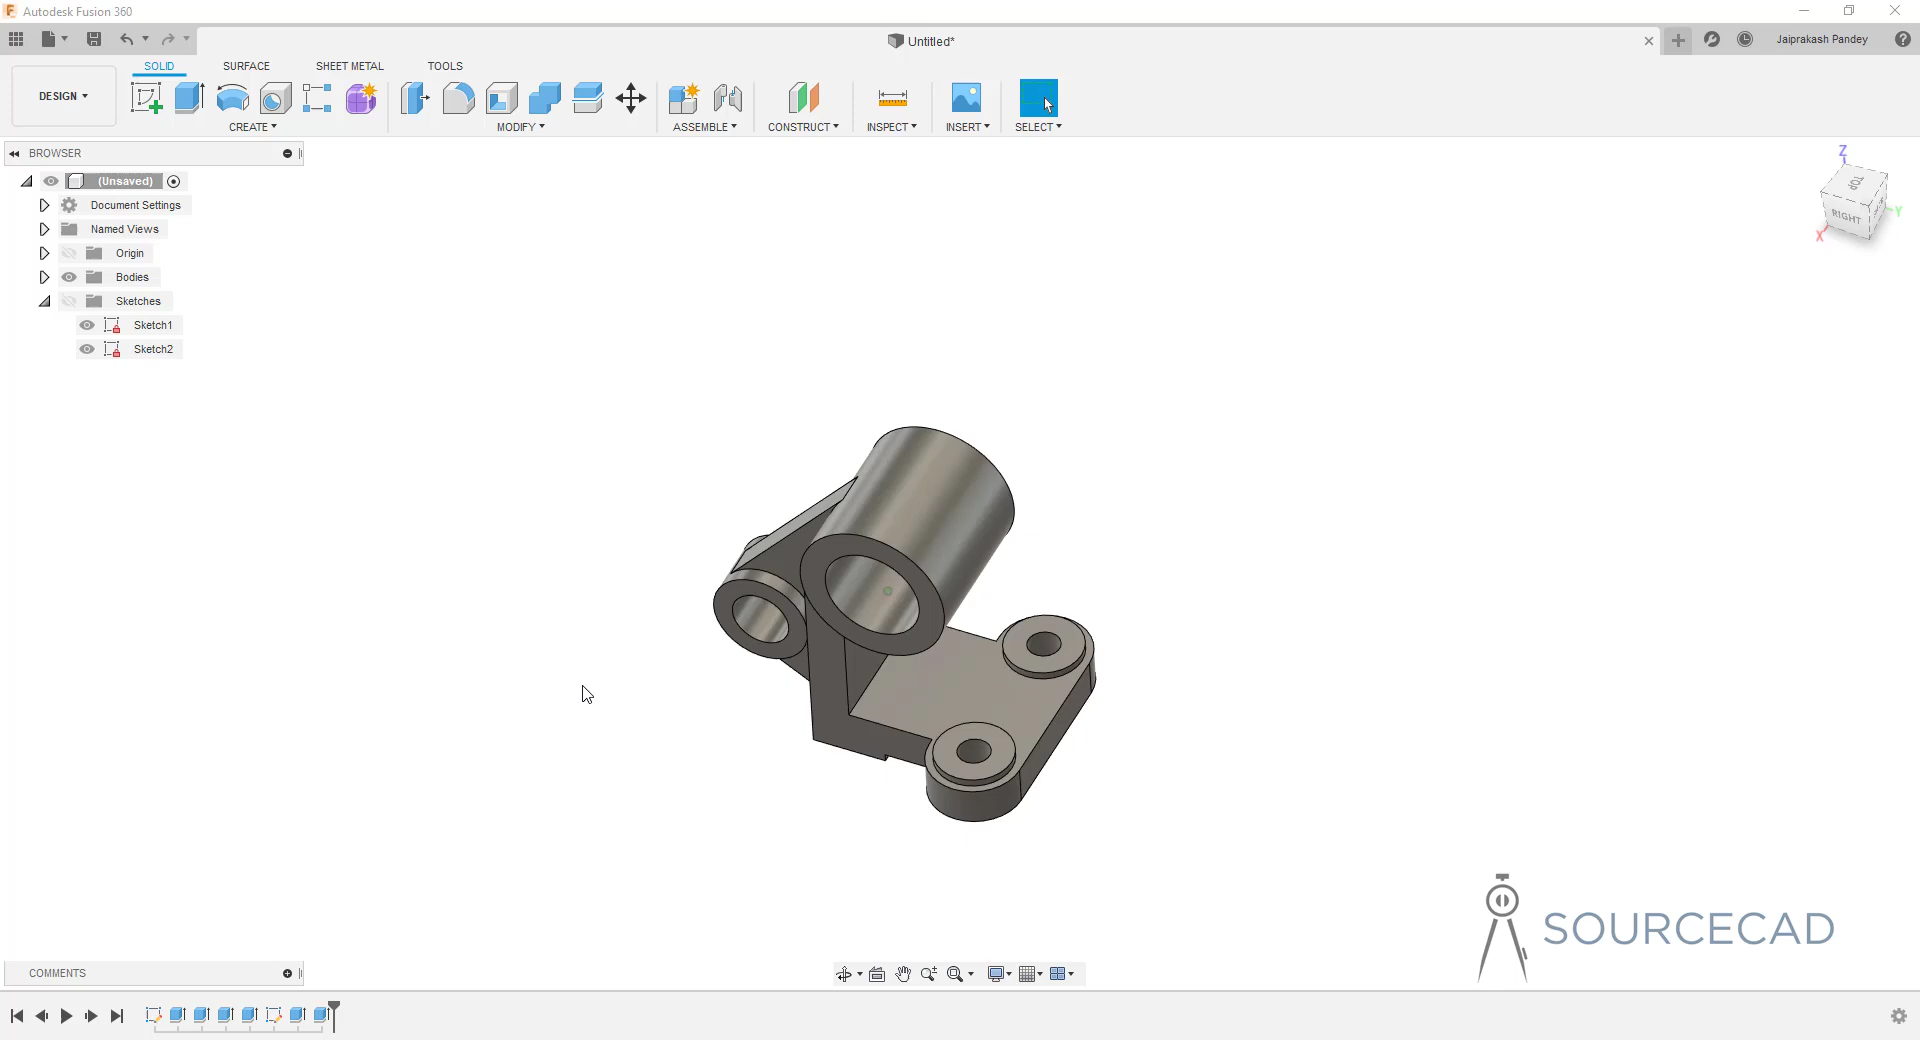 Autodesk Fusion 360
Untitled*
Jaiprakash Pandey
SOLID SURFACE SHEET METAL TOOLS
DESIGN
CREATE MODIFY ASSEMBLE CONSTRUCT INSPECT INSERT SELECT
BROWSER
(Unsaved)
Document Settings
Named Views
Origin
Bodies
Sketches
Sketch1
Sketch2
Z
TOP
RIGHT
Y
X
SOURCECAD
COMMENTS